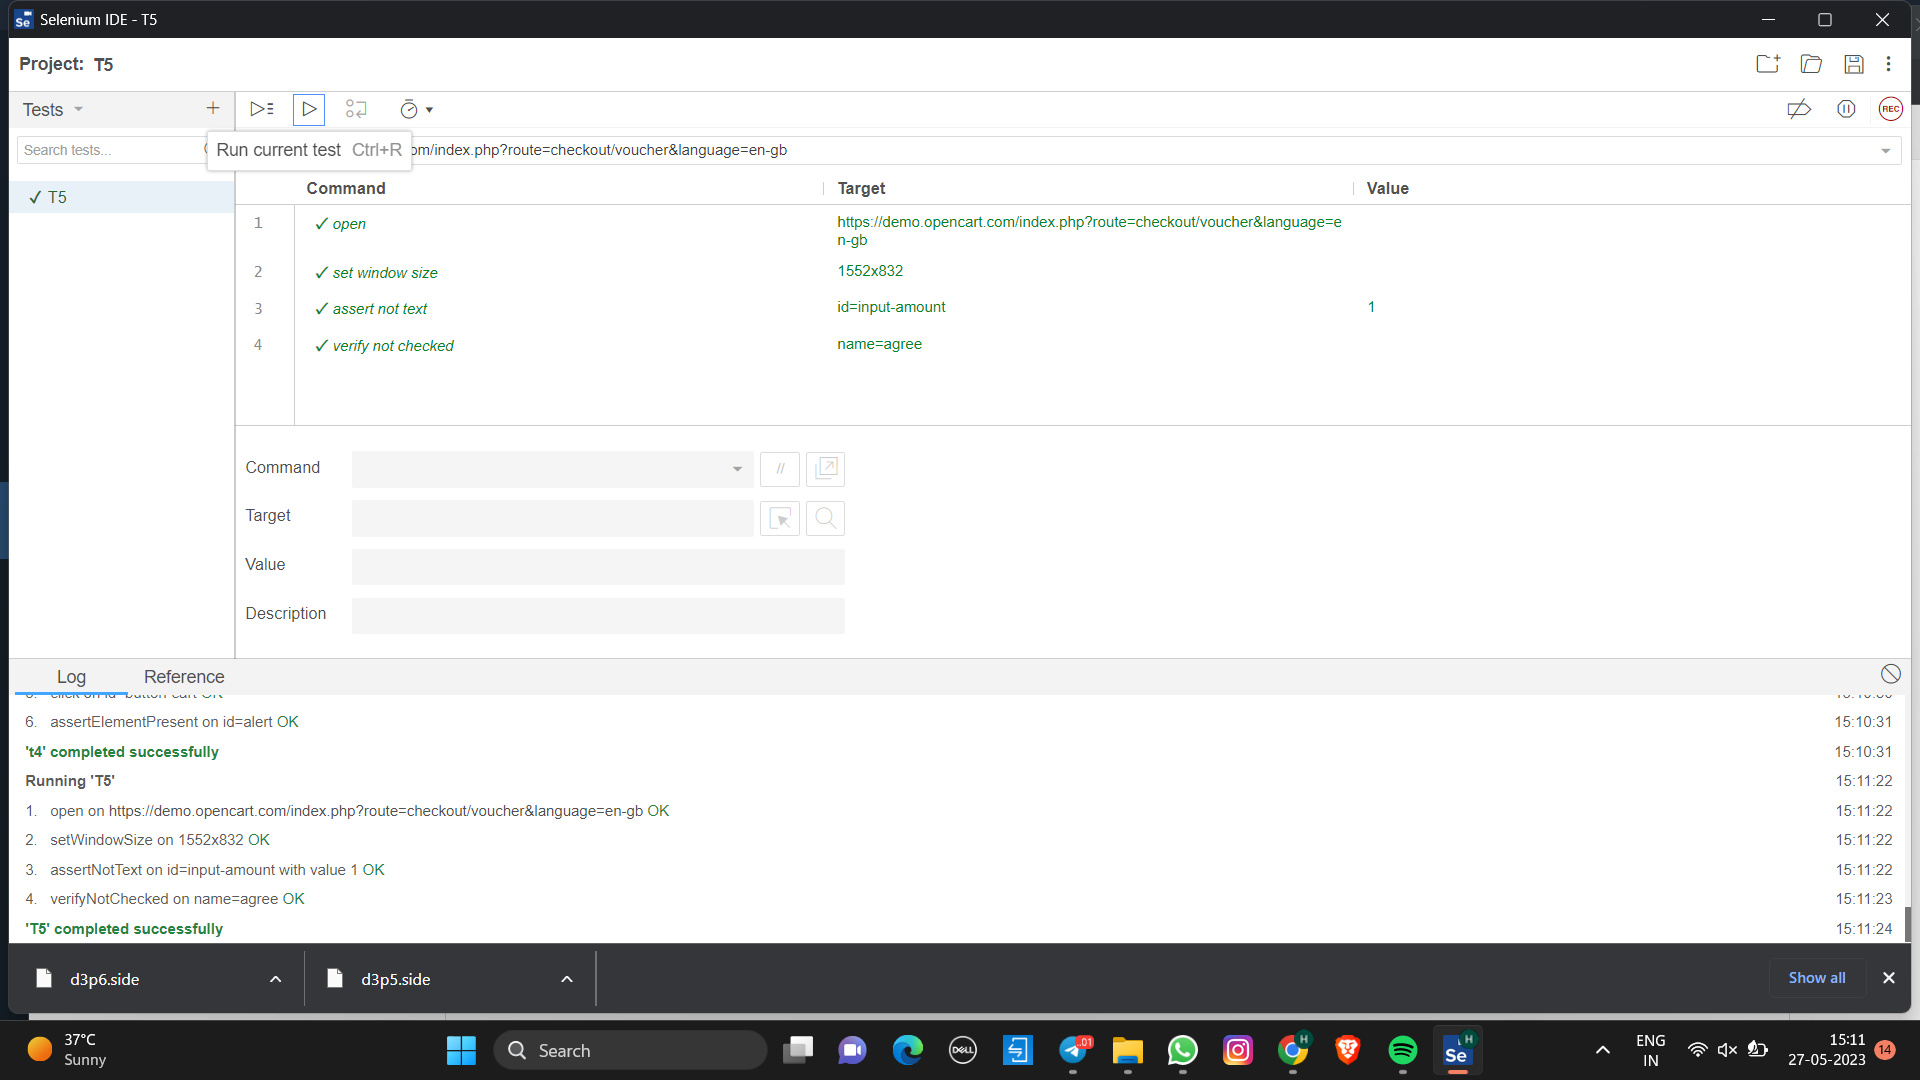 Se
Selenium IDE - T5
Project: T5
Tests
REC
Search tests...
Run current test Ctrl+R
om/index.php?route=checkout/voucher&language=en-gb
Command Target Value
✓ T5
1 ✓ open https://demo.opencart.com/index.php?route=checkout/voucher&language=e
n-gb
2 ✓ set window size 1552x832
3 ✓ assert not text id=input-amount 1
4 ✓ verify not checked name=agree
Command //
Target
Value
Description
Log Reference
6. assertElementPresent on id=alert OK 15:10:31
't4' completed successfully 15:10:31
Running 'T5' 15:11:22
1. open on https://demo.opencart.com/index.php?route=checkout/voucher&language=en-gb OK 15:11:22
2. setWindowSize on 1552x832 OK 15:11:22
3. assertNotText on id=input-amount with value 1 OK 15:11:22
4. verifyNotChecked on name=agree OK 15:11:23
'T5' completed successfully 15:11:24
d3p6.side d3p5.side Show all
37°C
Sunny
Search
DELL
.01
H
H
Se
ENG
IN
15:11
27-05-2023
14